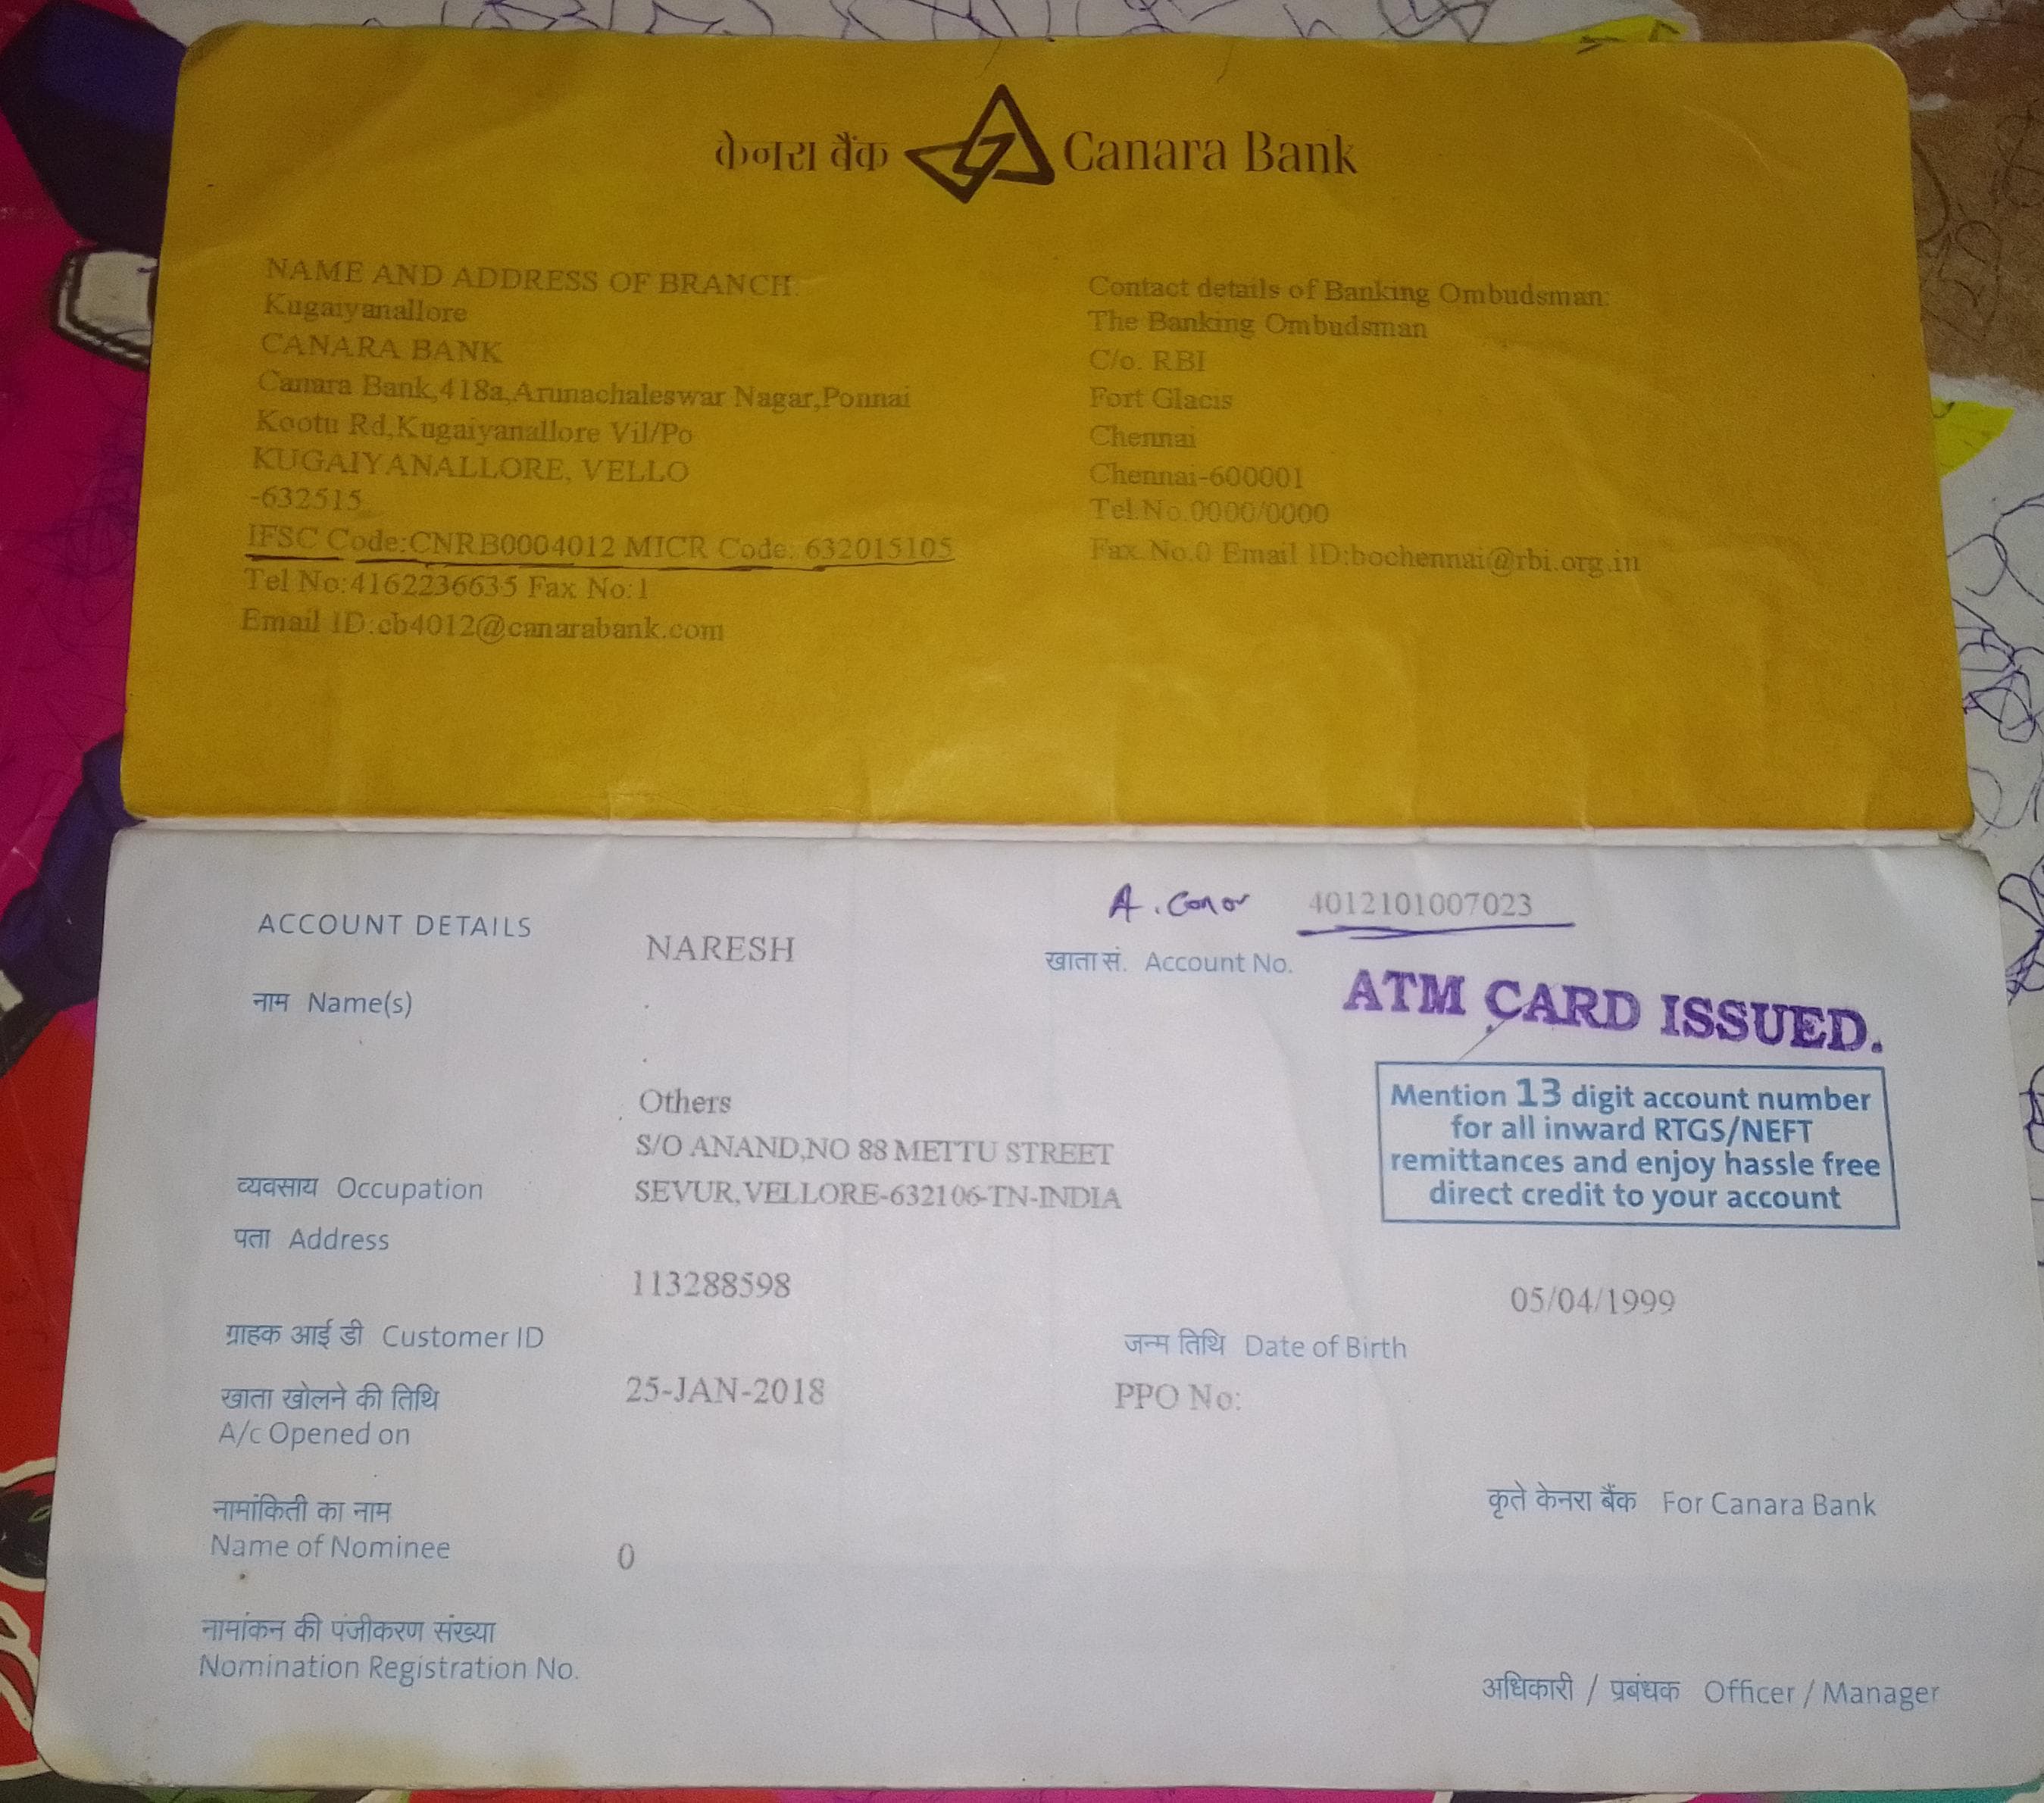 केनरा बैंक Canara Bank
NAME AND ADDRESS OF BRANCH:
Kugaiyanallore
CANARA BANK
Canara Bank,418a,Arunachaleswar Nagar,Ponnai
Kootu Rd,Kugaiyanallore Vil/Po
KUGAIYANALLORE, VELLO
-632515
IFSC Code:CNRB0004012 MICR Code: 632015105
Tel No:4162236635 Fax No:1
Email ID:cb4012@canarabank.com
Contact details of Banking Ombudsman:
The Banking Ombudsman
C/o. RBI
Fort Glacis
Chennai
Chennai-600001
Tel.No.0000/0000
Fax.No.0 Email ID:bochennai@rbi.org.in
ACCOUNT DETAILS
NARESH
नाम Name(s)
A. 4012101007023
खाता सं. Account No.
ATM CARD ISSUED.
Mention 13 digit account number
for all inward RTGS/NEFT
remittances and enjoy hassle free
direct credit to your account
Others
S/O ANAND,NO 88 METTU STREET
व्यवसाय Occupation
SEVUR,VELLORE-632106-TN-INDIA
पता Address
113288598
05/04/1999
ग्राहक आई डी Customer ID
जन्म तिथि Date of Birth
खाता खोलने की तिथि
25-JAN-2018
PPO No:
A/c Opened on
नामांकिती का नाम
Name of Nominee
0
कृते केनरा बैंक For Canara Bank
नामांकन की पंजीकरण संख्या
Nomination Registration No.
अधिकारी / प्रबंधक Officer / Manager